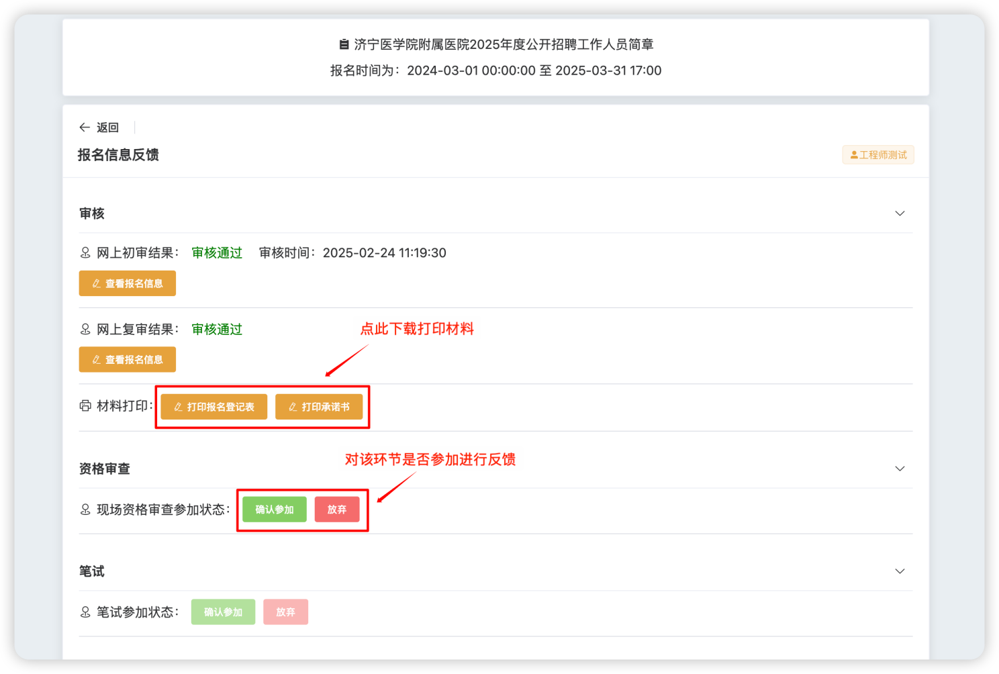 济宁医学院附属医院2025年度公开招聘工作人员简章
报名时间为：2024-03-01 00:00:00 至 2025-03-31 17:00
返回
报名信息反馈
工程师测试
审核
网上初审结果： 审核通过 审核时间：2025-02-24 11:19:30
查看报名信息
网上复审结果： 审核通过
点此下载打印材料
查看报名信息
材料打印： 打印报名登记表 打印承诺书
对该环节是否参加进行反馈
资格审查
现场资格审查参加状态： 确认参加 放弃
笔试
笔试参加状态： 确认参加 放弃